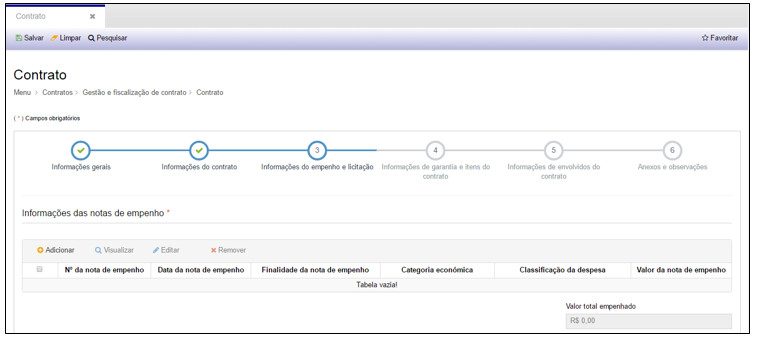 Contrato ×
Salvar Limpar Pesquisar Favoritar
Contrato
Menu > Contratos > Gestão e fiscalização de contrato > Contrato
( * ) Campos obrigatórios
3 4 5 6
Informações gerais Informações do contrato Informações do empenho e licitação Informações de garantia e itens do contrato Informações de envolvidos do contrato Anexos e observações
Informações das notas de empenho *
Adicionar Visualizar Editar Remover
Nº da nota de empenho Data da nota de empenho Finalidade da nota de empenho Categoria econômica Classificação da despesa Valor da nota de empenho
Tabela vazia!
Valor total empenhado
R$ 0,00